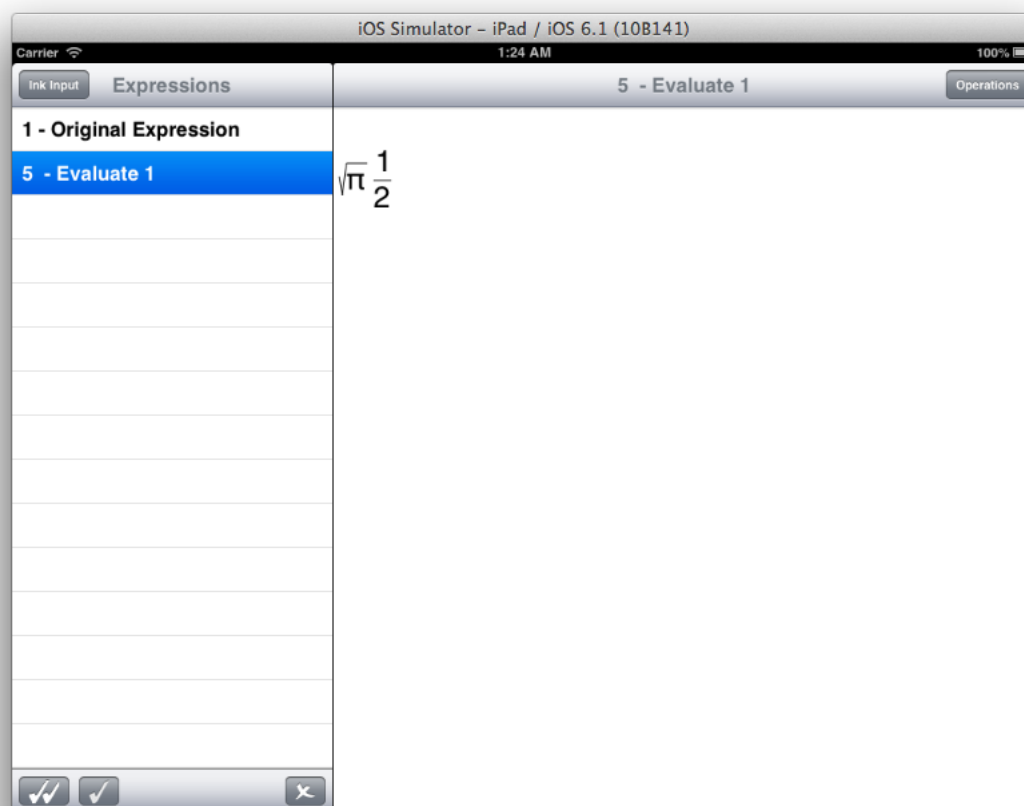 iOS Simulator – iPad / iOS 6.1 (10B141)
Carrier 1:24 AM 100%
Ink Input Expressions 5 - Evaluate 1 Operations
1 - Original Expression
5 - Evaluate 1
√π 1/2